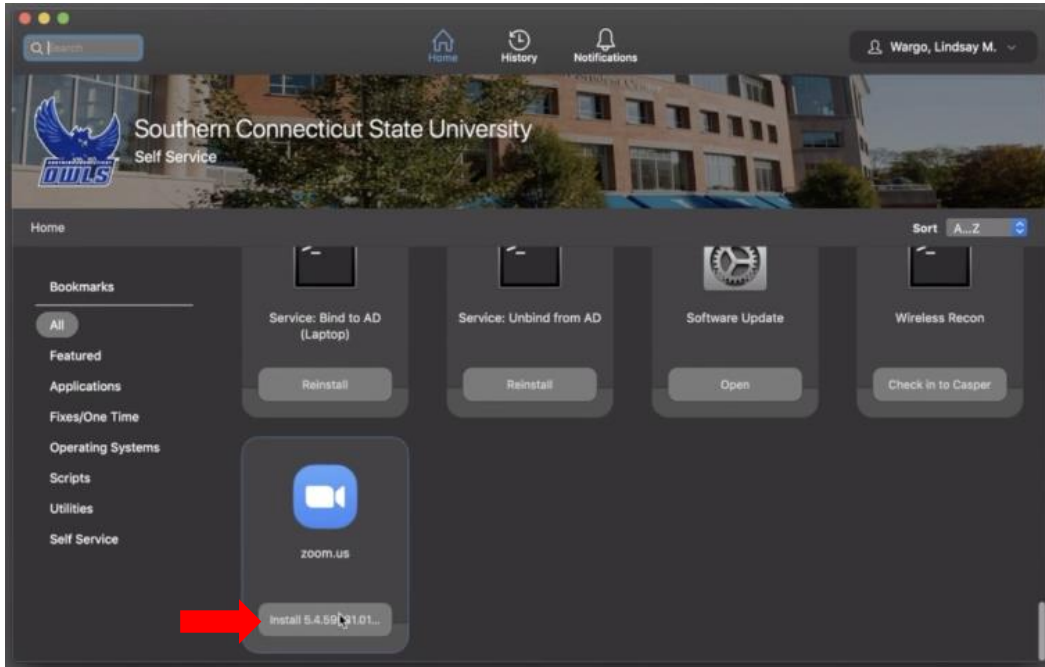 Search
Home
History
Notifications
Wargo, Lindsay M.
Southern Connecticut State University
Self Service
OWLS
Home
Sort A...Z
Bookmarks
All
Featured
Applications
Fixes/One Time
Operating Systems
Scripts
Utilities
Self Service
Service: Bind to AD
(Laptop)
Reinstall
Service: Unbind from AD
Reinstall
Software Update
Open
Wireless Recon
Check in to Casper
zoom.us
Install